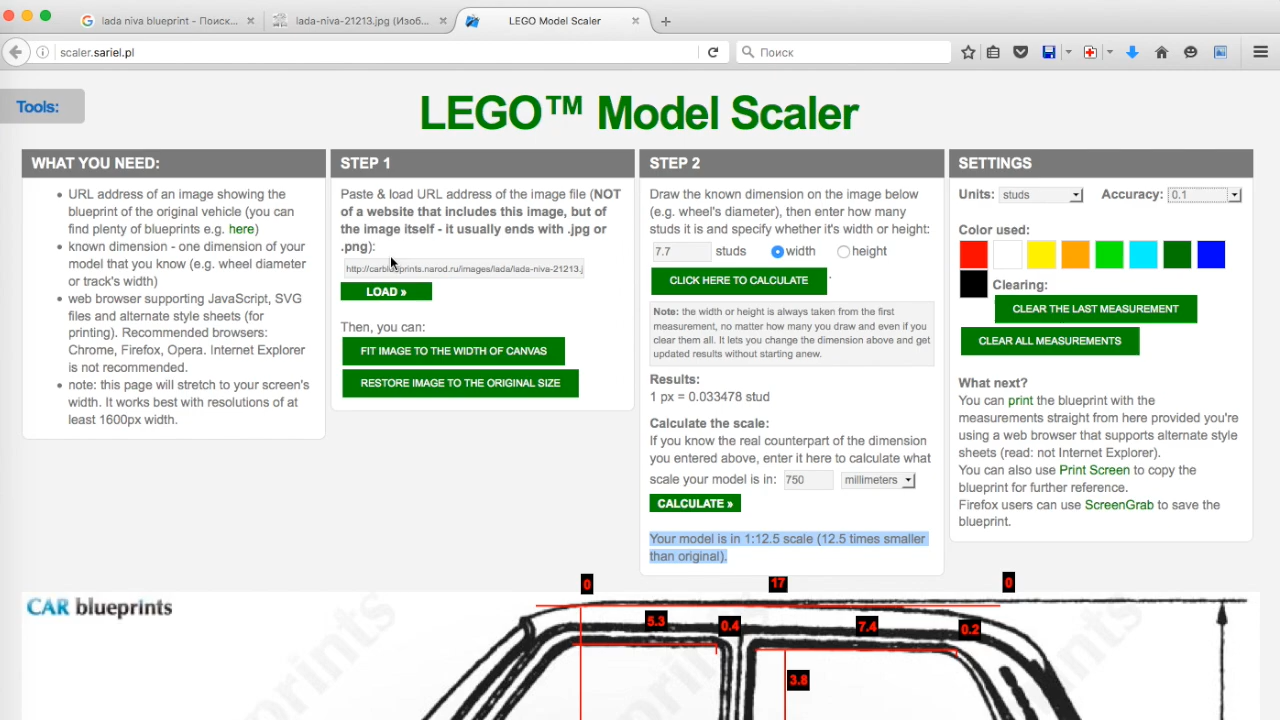 lada niva blueprint - Поиск...
lada-niva-21213.jpg (Изоб...
LEGO Model Scaler
scaler.sariel.pl
Поиск
Tools:
LEGO™ Model Scaler
WHAT YOU NEED:
URL address of an image showing the
blueprint of the original vehicle (you can
find plenty of blueprints e.g. here)
known dimension - one dimension of your
model that you know (e.g. wheel diameter
or track's width)
web browser supporting JavaScript, SVG
files and alternate style sheets (for
printing). Recommended browsers:
Chrome, Firefox, Opera. Internet Explorer
is not recommended.
note: this page will stretch to your screen's
width. It works best with resolutions of at
least 1600px width.
STEP 1
Paste & load URL address of the image file (NOT
of a website that includes this image, but of
the image itself - it usually ends with .jpg or
.png):
http://carblueprints.narod.ru/images/lada/lada-niva-21213.j
LOAD »
Then, you can:
FIT IMAGE TO THE WIDTH OF CANVAS
RESTORE IMAGE TO THE ORIGINAL SIZE
STEP 2
Draw the known dimension on the image below
(e.g. wheel's diameter), then enter how many
studs it is and specify whether it's width or height:
7.7 studs width height
CLICK HERE TO CALCULATE
Note: the width or height is always taken from the first
measurement, no matter how many you draw and even if you
clear them all. It lets you change the dimension above and get
updated results without starting anew.
Results:
1 px = 0.033478 stud
Calculate the scale:
If you know the real counterpart of the dimension
you entered above, enter it here to calculate what
scale your model is in: 750 millimeters
CALCULATE »
Your model is in 1:12.5 scale (12.5 times smaller
than original).
SETTINGS
Units: studs Accuracy: 0.1
Color used:
Clearing:
CLEAR THE LAST MEASUREMENT
CLEAR ALL MEASUREMENTS
What next?
You can print the blueprint with the
measurements straight from here provided you're
using a web browser that supports alternate style
sheets (read: not Internet Explorer).
You can also use Print Screen to copy the
blueprint for further reference.
Firefox users can use ScreenGrab to save the
blueprint.
0 17 0
CAR blueprints
5.3 0.4 7.4 0.2
3.8